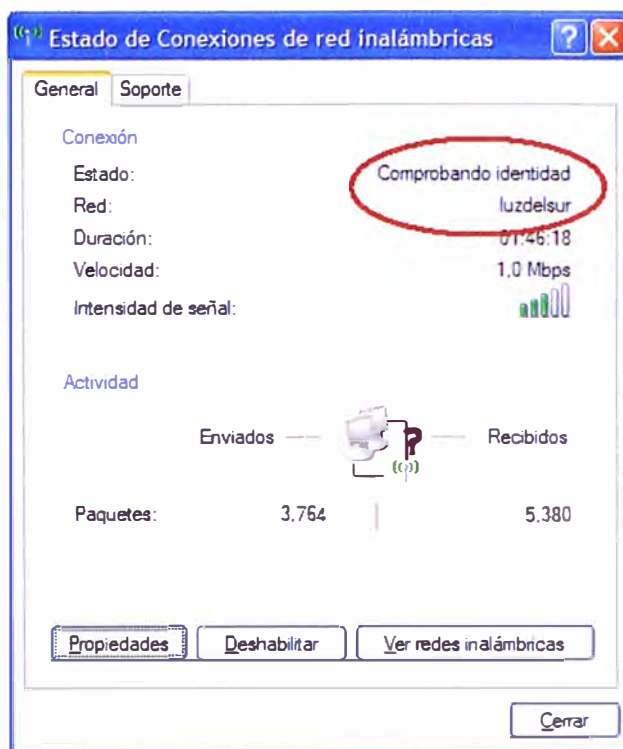 Estado de Conexiones de red inalámbricas
General Soporte
Conexión
Estado: Comprobando identidad
Red: luzdelsur
Duración: 01:46:18
Velocidad: 1,0 Mbps
Intensidad de señal:
Actividad
Enviados Recibidos
Paquetes: 3.764 5.380
Propiedades Deshabilitar Ver redes inalámbricas
Cerrar